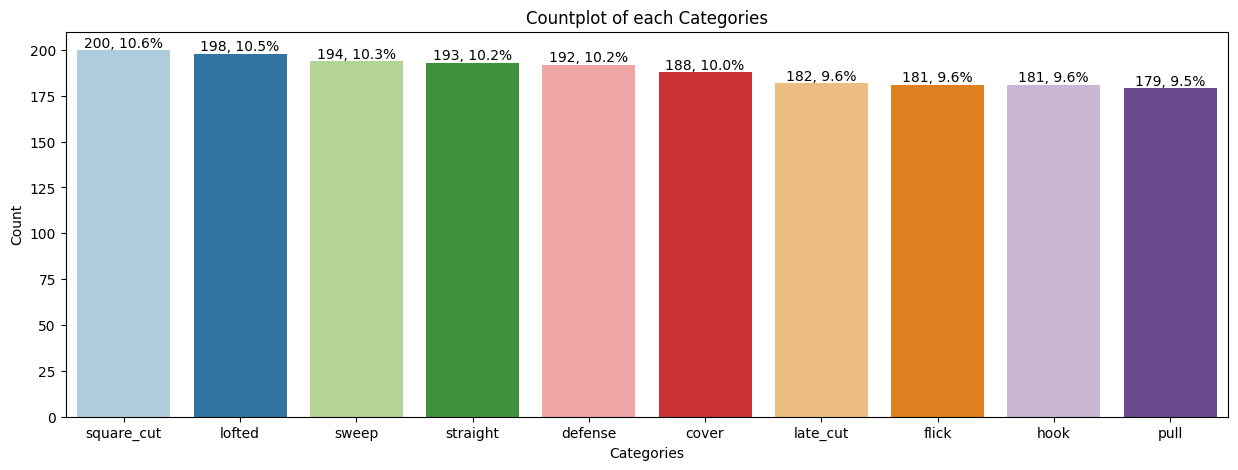 Countplot of each Categories
200, 10.6%
198, 10.5%
194, 10.3%
193, 10.2%
192, 10.2%
188, 10.0%
182, 9.6%
181, 9.6%
181, 9.6%
179, 9.5%
200
175
150
125
100
75
50
25
0
Count
square_cut
lofted
sweep
straight
defense
cover
late_cut
flick
hook
pull
Categories